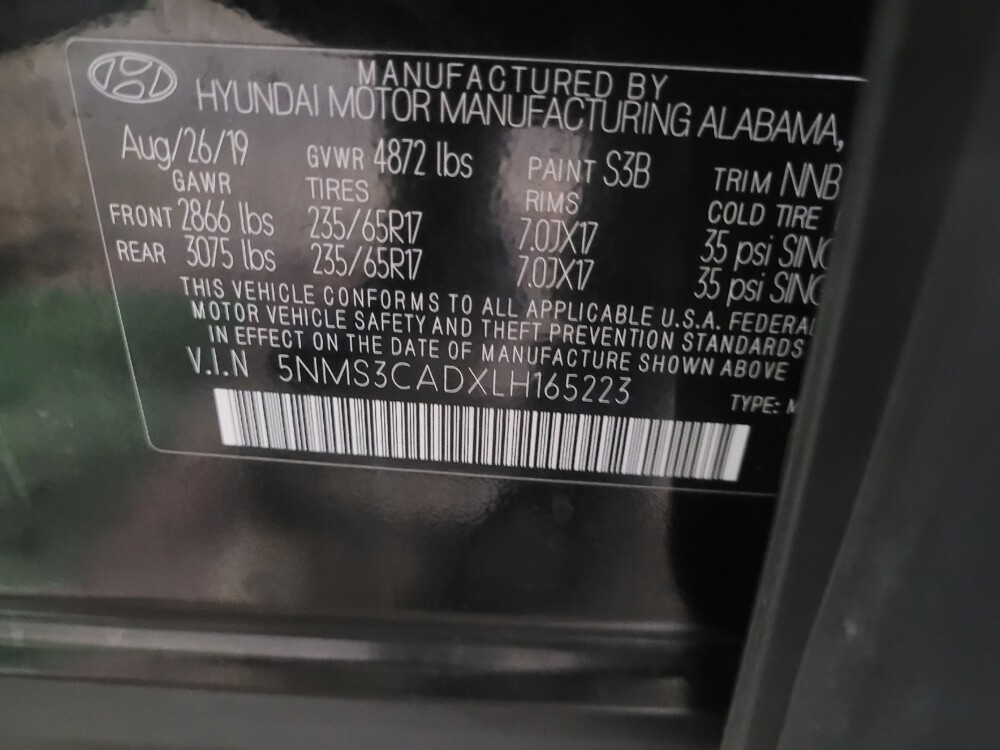 MANUFACTURED BY
HYUNDAI MOTOR MANUFACTURING ALABAMA,
Aug/26/19 GVWR 4872 lbs PAINT S3B TRIM NNB
GAWR TIRES RIMS COLD TIRE
FRONT 2866 lbs 235/65R17 7.0JX17 35 psi
REAR 3075 lbs 235/65R17 7.0JX17 35 psi
THIS VEHICLE CONFORMS TO ALL APPLICABLE U.S.A. FEDERAL
MOTOR VEHICLE SAFETY AND THEFT PREVENTION STANDARDS
IN EFFECT ON THE DATE OF MANUFACTURE SHOWN ABOVE
V.I.N 5NMS3CADXLH165223
TYPE: